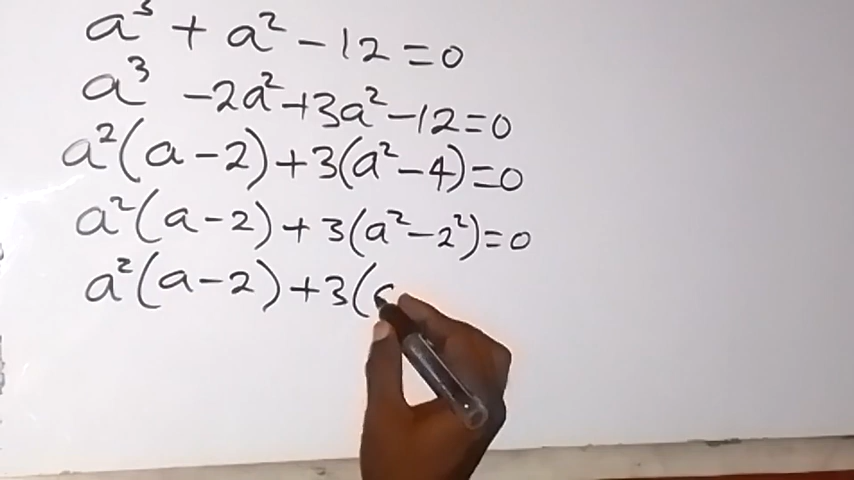 a³ + a² - 12 = 0
a³ - 2a² + 3a² - 12 = 0
a²(a - 2) + 3(a² - 4) = 0
a²(a - 2) + 3(a² - 2²) = 0
a²(a - 2) + 3(